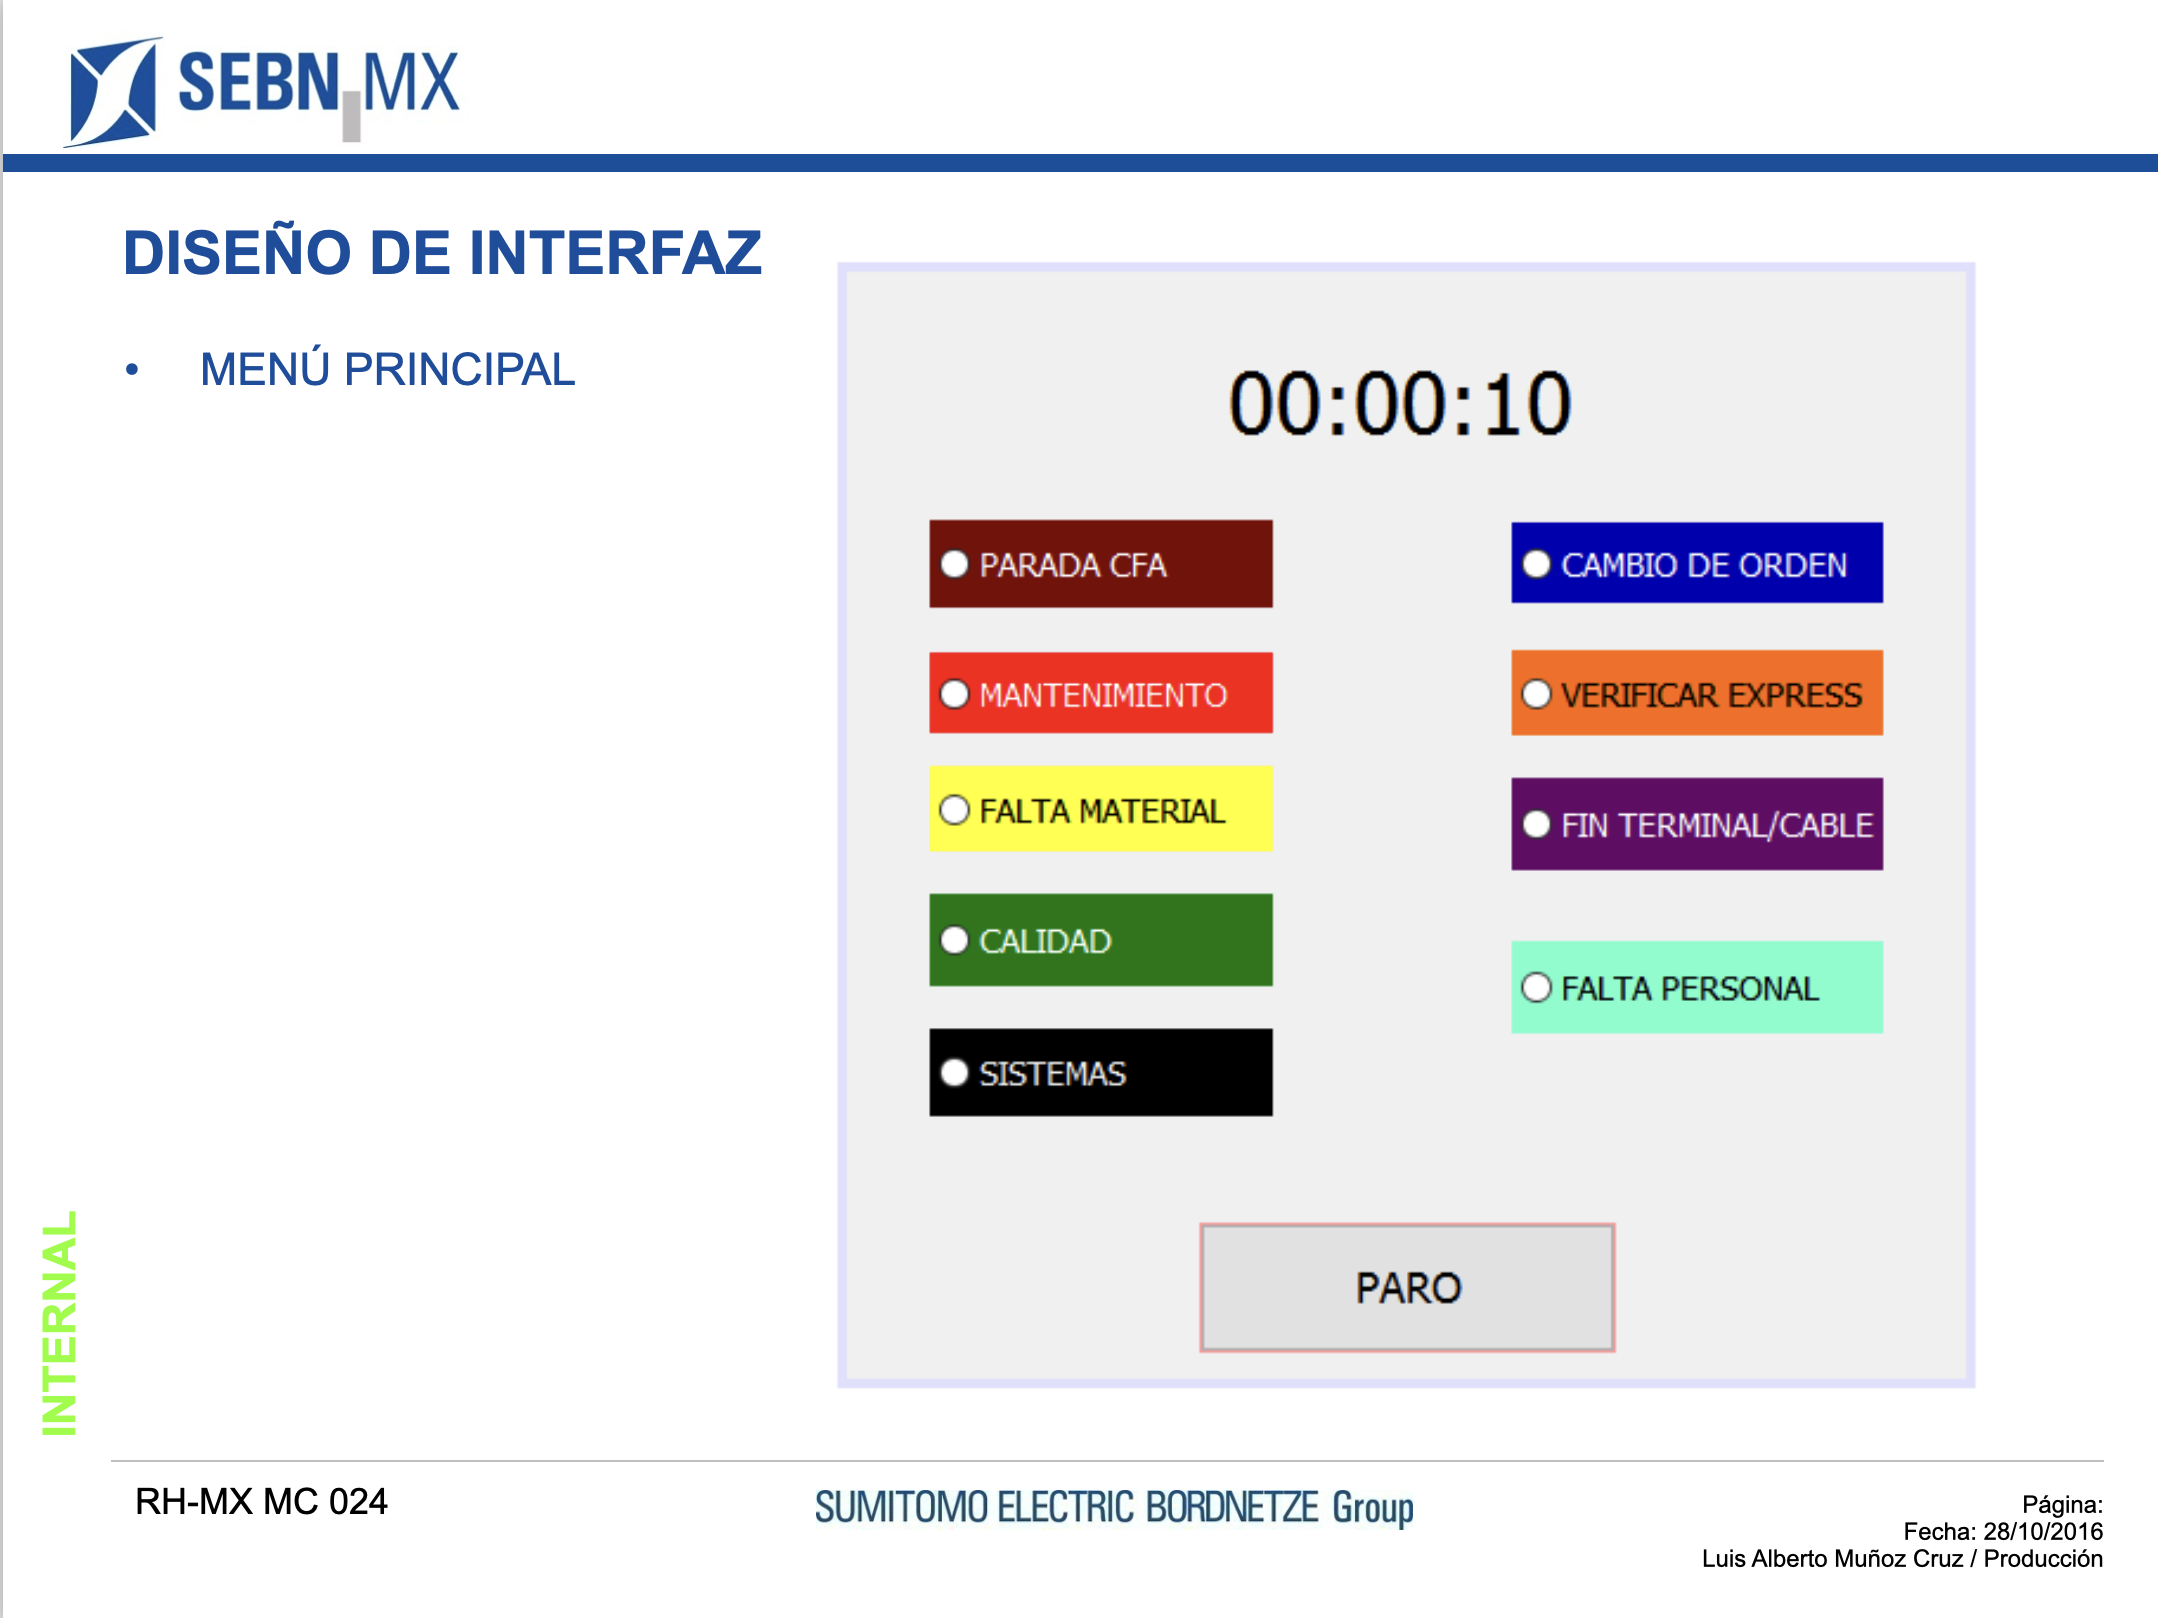 SEBN MX
DISEÑO DE INTERFAZ
• MENÚ PRINCIPAL
00:00:10
PARADA CFA
MANTENIMIENTO
FALTA MATERIAL
CALIDAD
SISTEMAS
CAMBIO DE ORDEN
VERIFICAR EXPRESS
FIN TERMINAL/CABLE
FALTA PERSONAL
PARO
INTERNAL
RH-MX MC 024
SUMITOMO ELECTRIC BORDNETZE Group
Página:
Fecha: 28/10/2016
Luis Alberto Muñoz Cruz / Producción